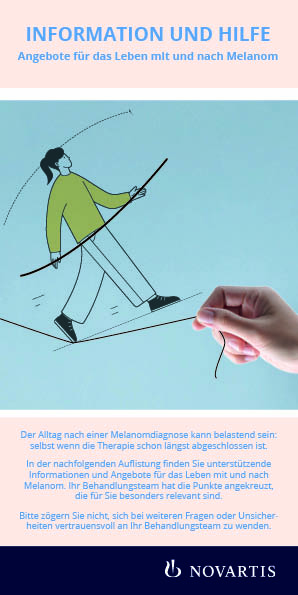 INFORMATION UND HILFE
Angebote für das Leben mit und nach Melanom
Der Alltag nach einer Melanomdiagnose kann belastend sein:
selbst wenn die Therapie schon längst abgeschlossen ist.
In der nachfolgenden Auflistung finden Sie unterstützende
Informationen und Angebote für das Leben mit und nach
Melanom. Ihr Behandlungsteam hat die Punkte angekreuzt,
die für Sie besonders relevant sind.
Bitte zögern Sie nicht, sich bei weiteren Fragen oder Unsicher-
heiten vertrauensvoll an Ihr Behandlungsteam zu wenden.
NOVARTIS